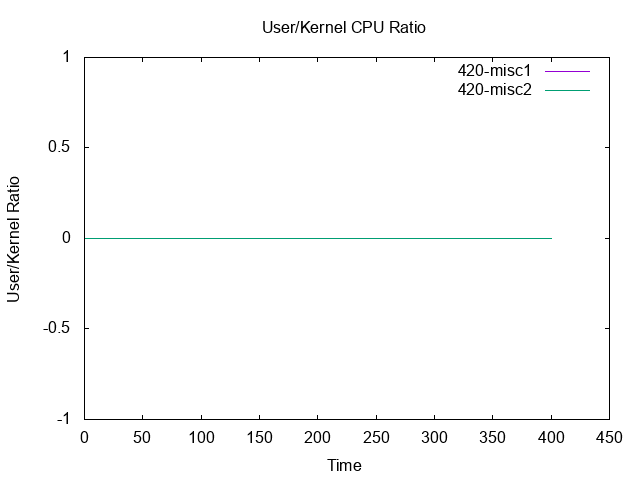 User/Kernel CPU Ratio
420-misc1
420-misc2
1
0.5
0
-0.5
-1
User/Kernel Ratio
0 50 100 150 200 250 300 350 400 450
Time